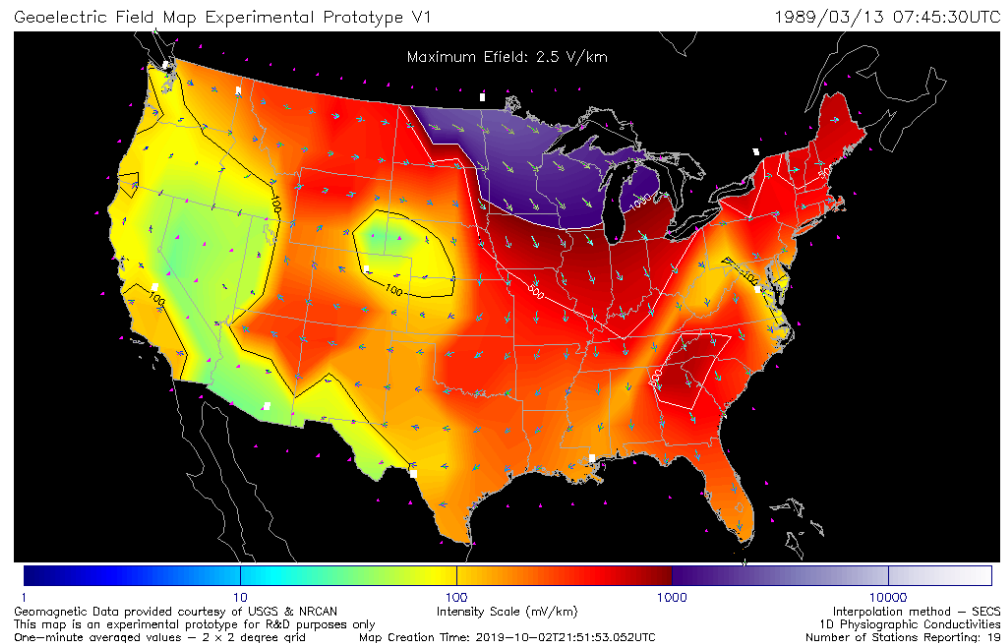 Geoelectric Field Map Experimental Prototype V1
1989/03/13 07:45:30UTC
Maximum Efield: 2.5 V/km
100
100
100
100
500
500
1 10 100 1000 10000
Geomagnetic Data provided courtesy of USGS & NRCAN
Intensity Scale (mV/km)
Interpolation method – SECS
This map is an experimental prototype for R&D purposes only
1D Physiographic Conductivities
One-minute averaged values – 2 x 2 degree grid
Map Creation Time: 2019-10-02T21:51:53.052UTC
Number of Stations Reporting: 19